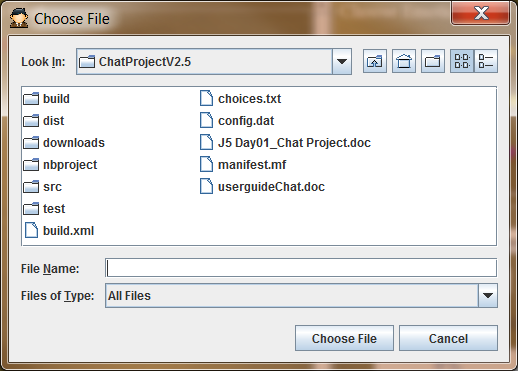 Choose File
Look In: ChatProjectV2.5
build
dist
downloads
nbproject
src
test
build.xml
choices.txt
config.dat
J5 Day01_Chat Project.doc
manifest.mf
userguideChat.doc
File Name:
Files of Type: All Files
Choose File Cancel